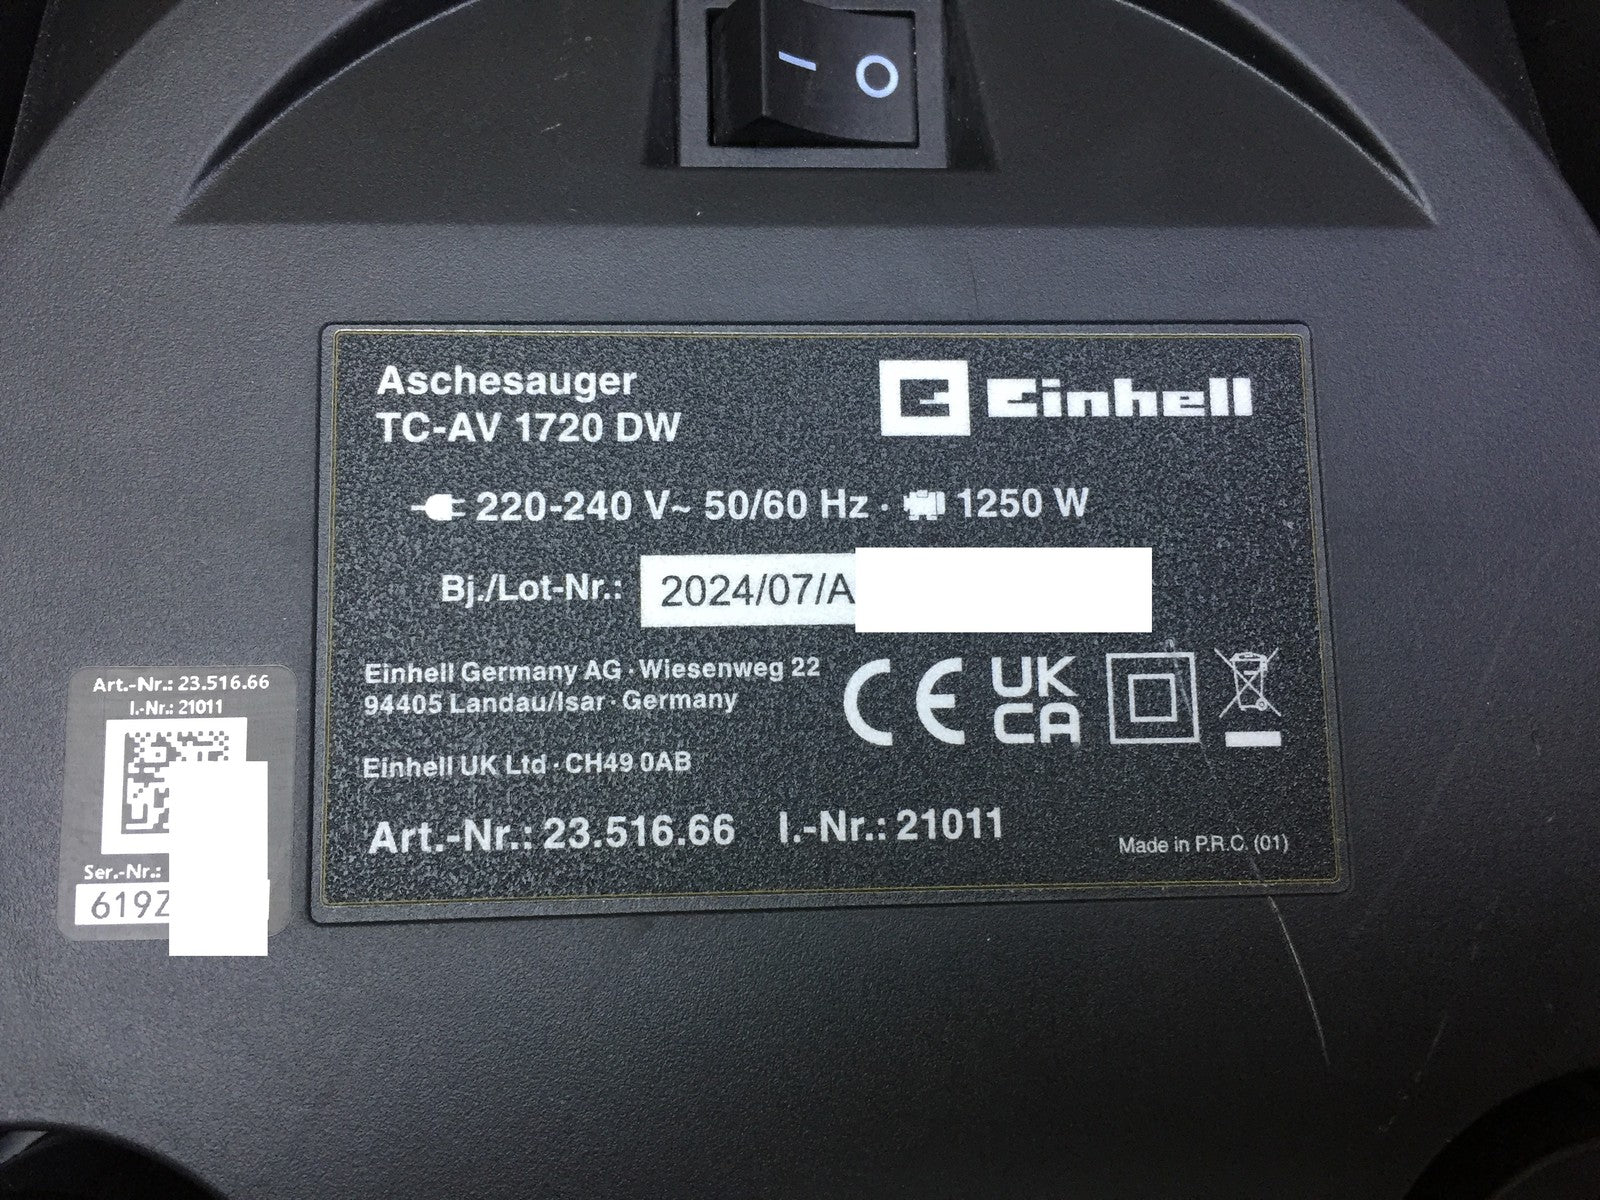 I O
Aschesauger
TC-AV 1720 DW
Einhell
220-240 V~ 50/60 Hz · 1250 W
Bj./Lot-Nr.: 2024/07/A
Einhell Germany AG · Wiesenweg 22
94405 Landau/Isar · Germany
CE UK
CA
Einhell UK Ltd · CH49 0AB
Art.-Nr.: 23.516.66 I.-Nr.: 21011
Made in P.R.C. (01)
Art.-Nr.: 23.516.66
I.-Nr.: 21011
Ser.-Nr.:
619Z